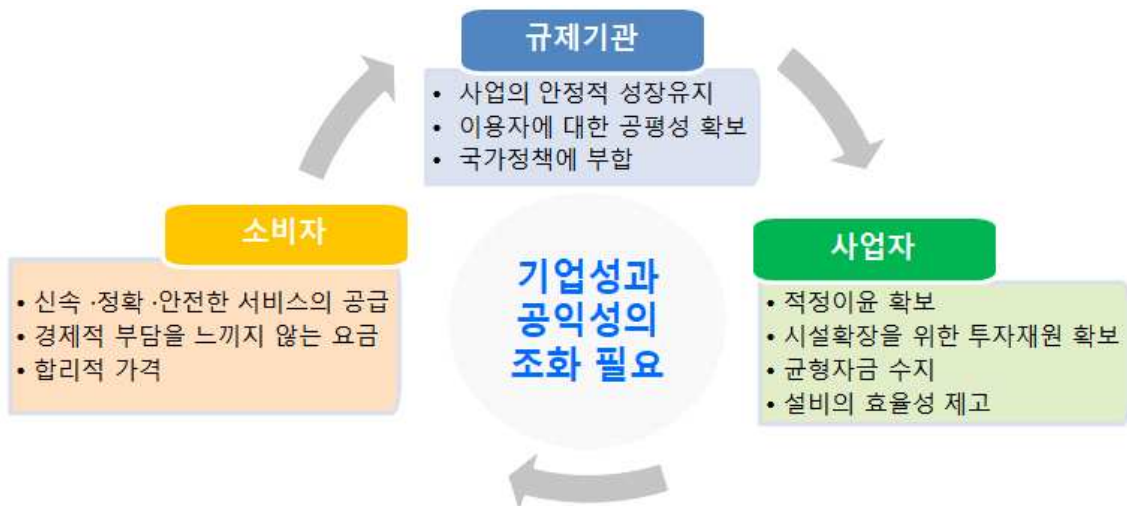 규제기관
• 사업의 안정적 성장유지
• 이용자에 대한 공평성 확보
• 국가정책에 부합
소비자
• 신속 ·정확 ·안전한 서비스의 공급
• 경제적 부담을 느끼지 않는 요금
• 합리적 가격
기업성과
공익성의
조화 필요
사업자
• 적정이윤 확보
• 시설확장을 위한 투자재원 확보
• 균형자금 수지
• 설비의 효율성 제고